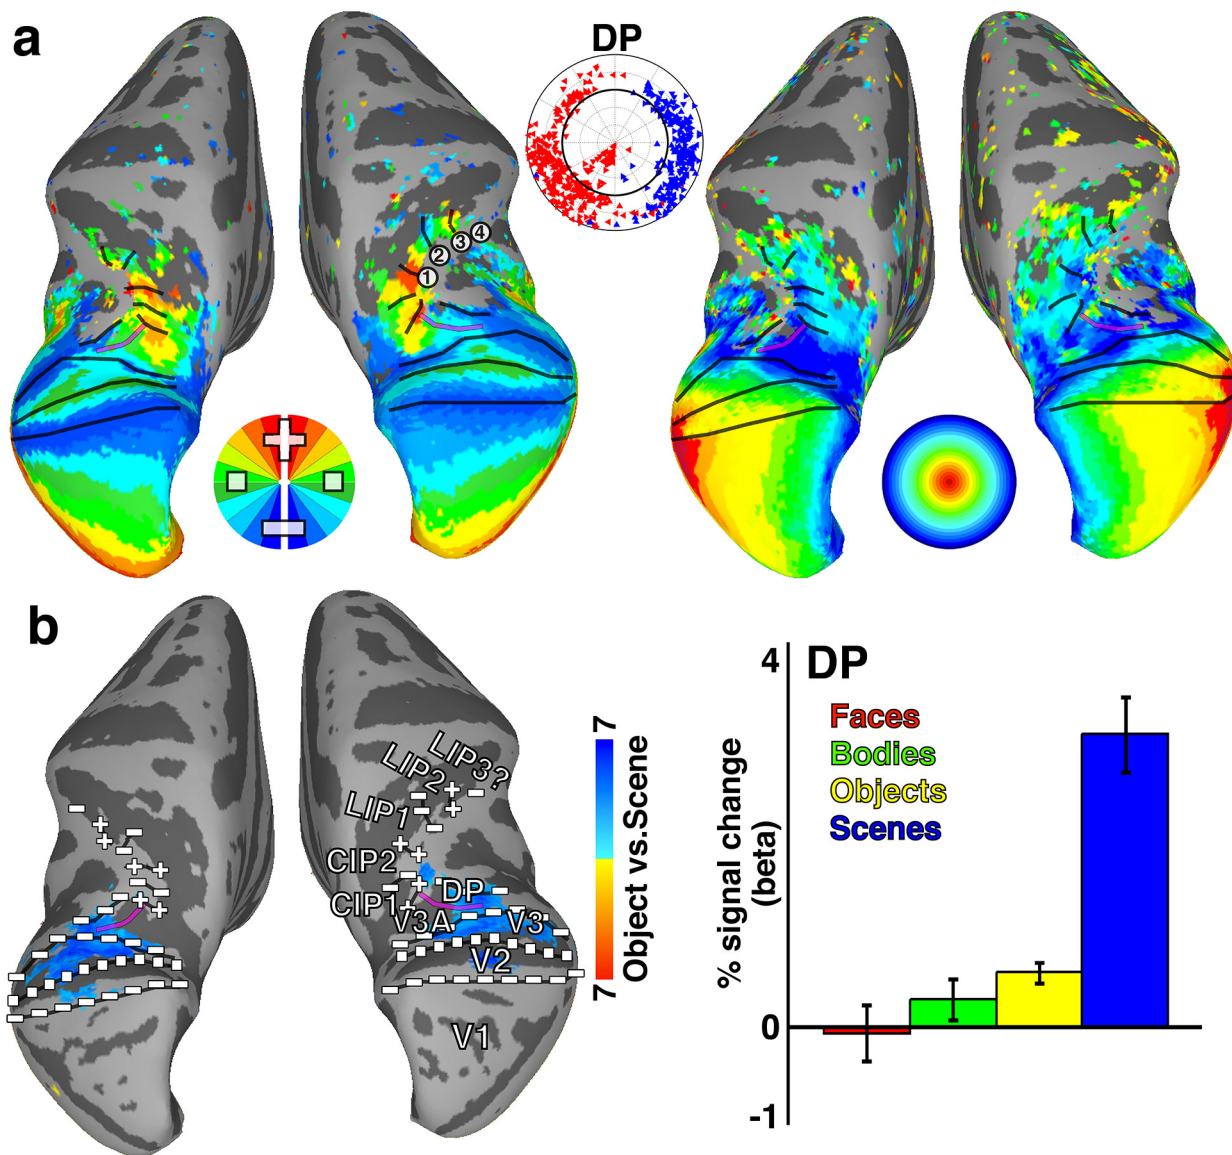 a
DP
1
2
3
4
b
LIP3?
LIP2
LIP1
CIP2
CIP1
DP
V3A
V3
V2
V1
7
Object vs.Scene
7
% signal change
(beta)
4
0
-1
DP
Faces
Bodies
Objects
Scenes